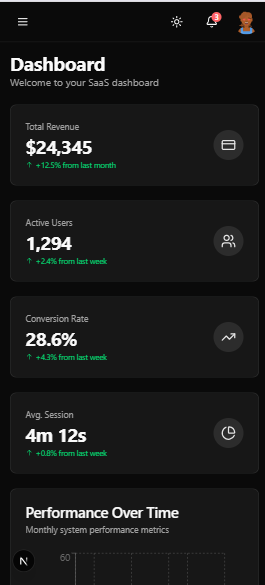 3
Dashboard
Welcome to your SaaS dashboard
Total Revenue
$24,345
↑ +12.5% from last month
Active Users
1,294
↑ +2.4% from last week
Conversion Rate
28.6%
↑ +4.3% from last week
Avg. Session
4m 12s
↑ +0.8% from last week
Performance Over Time
Monthly system performance metrics
N
60